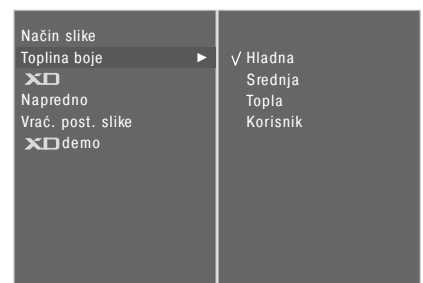 Način slike
Toplina boje ►
XD
Napredno
Vrać. post. slike
XD demo
√ Hladna
Srednja
Topla
Korisnik